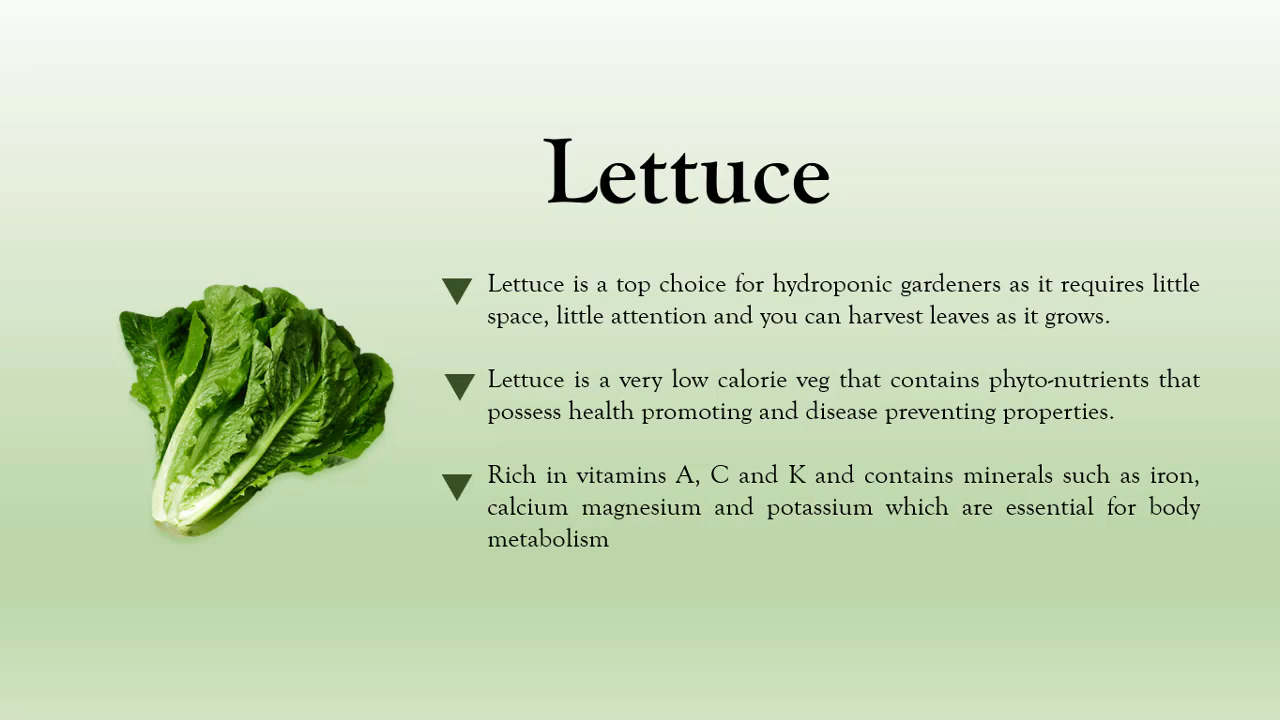 Lettuce
Lettuce is a top choice for hydroponic gardeners as it requires little
space, little attention and you can harvest leaves as it grows.
Lettuce is a very low calorie veg that contains phyto-nutrients that
possess health promoting and disease preventing properties.
Rich in vitamins A, C and K and contains minerals such as iron,
calcium magnesium and potassium which are essential for body
metabolism